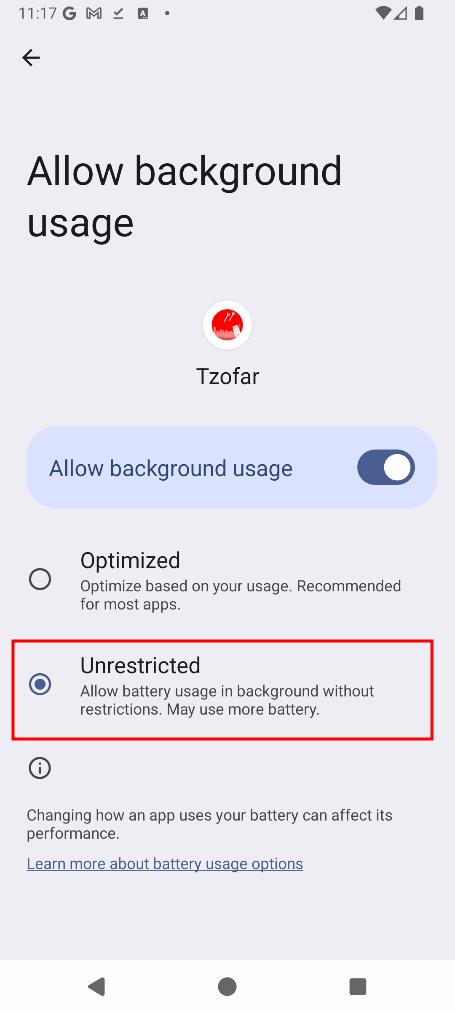 11:17
Allow background
usage
Tzofar
Allow background usage
Optimized
Optimize based on your usage. Recommended
for most apps.
Unrestricted
Allow battery usage in background without
restrictions. May use more battery.
Changing how an app uses your battery can affect its
performance.
Learn more about battery usage options